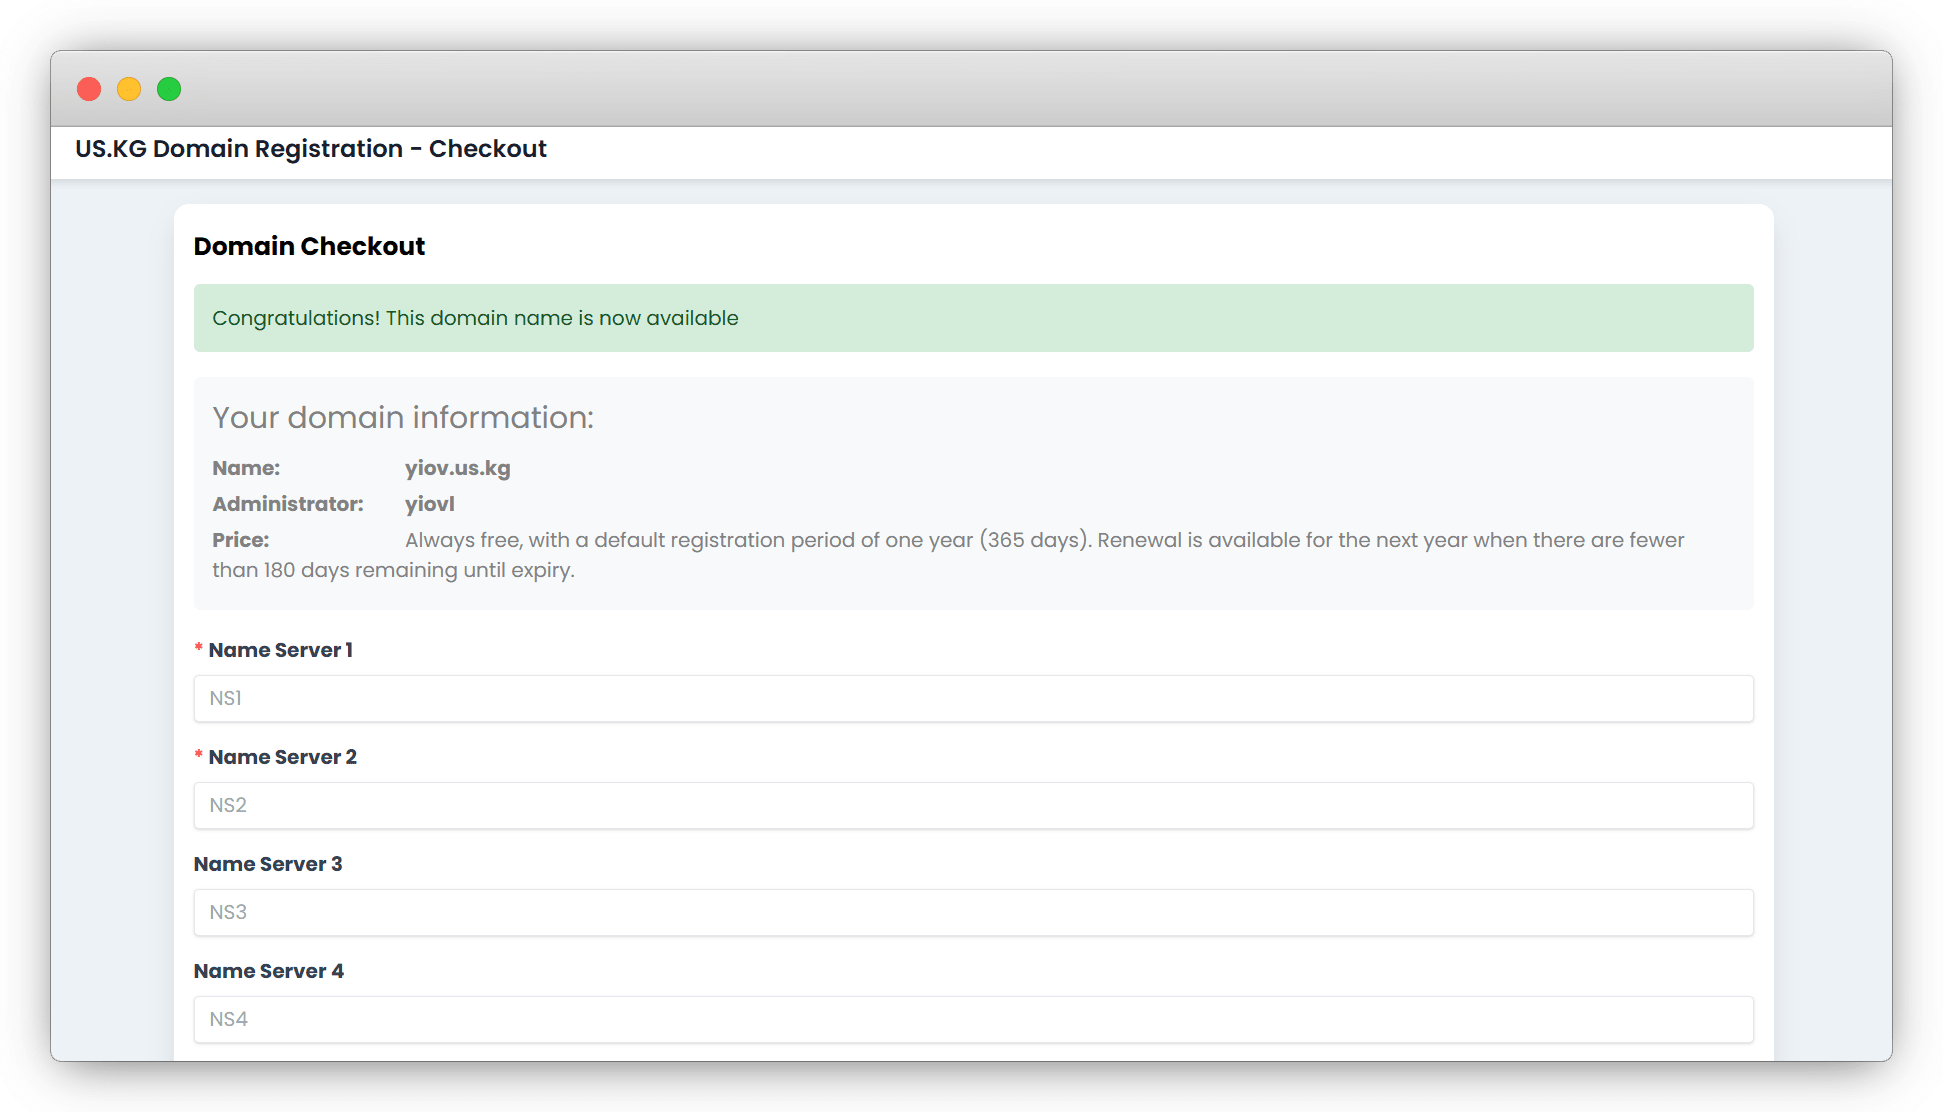 US.KG Domain Registration - Checkout
Domain Checkout
Congratulations! This domain name is now available
Your domain information:
Name: yiov.us.kg
Administrator: yiovl
Price: Always free, with a default registration period of one year (365 days). Renewal is available for the next year when there are fewer
than 180 days remaining until expiry.
* Name Server 1
NS1
* Name Server 2
NS2
Name Server 3
NS3
Name Server 4
NS4